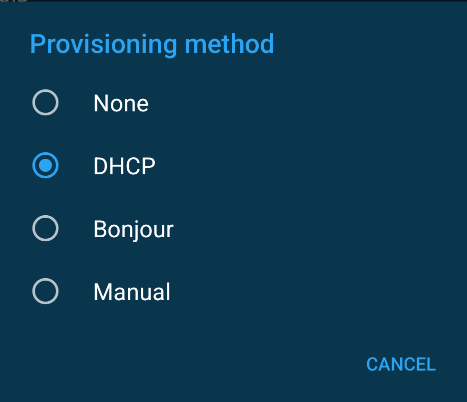 Provisioning method
None
DHCP
Bonjour
Manual
CANCEL